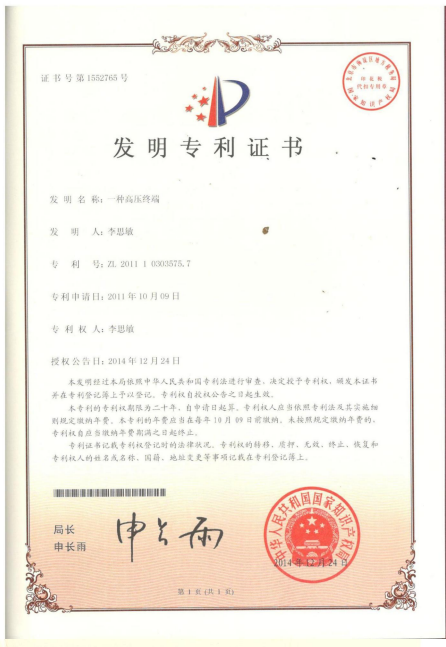 证书号第1552765号
印花税
代扣专用章
发明专利证书
发 明 名 称：一种高压终端
发 明 人：李思敏
专 利 号：ZL 2011 1 0303575.7
专利申请日：2011年10月09日
专 利 权 人：李思敏
授权公告日：2014年12月24日
本发明经过本局依照中华人民共和国专利法进行审查，决定授予专利权，颁发本证书
并在专利登记簿上予以登记。专利权自授权公告之日起生效。
本专利的专利权期限为二十年，自申请日起算。专利权人应当依照专利法及其实施细
则规定缴纳年费。本专利的年费应当在每年10月09日前缴纳。未按照规定缴纳年费的，
专利权自应当缴纳年费期满之日起终止。
专利证书记载专利权登记时的法律状况。专利权的转移、质押、无效、终止、恢复和
专利权人的姓名或名称、国籍、地址变更等事项记载在专利登记簿上。
局长
申长雨
申长雨
中华人民共和国国家知识产权局
2014年12月24日
第1页(共1页)